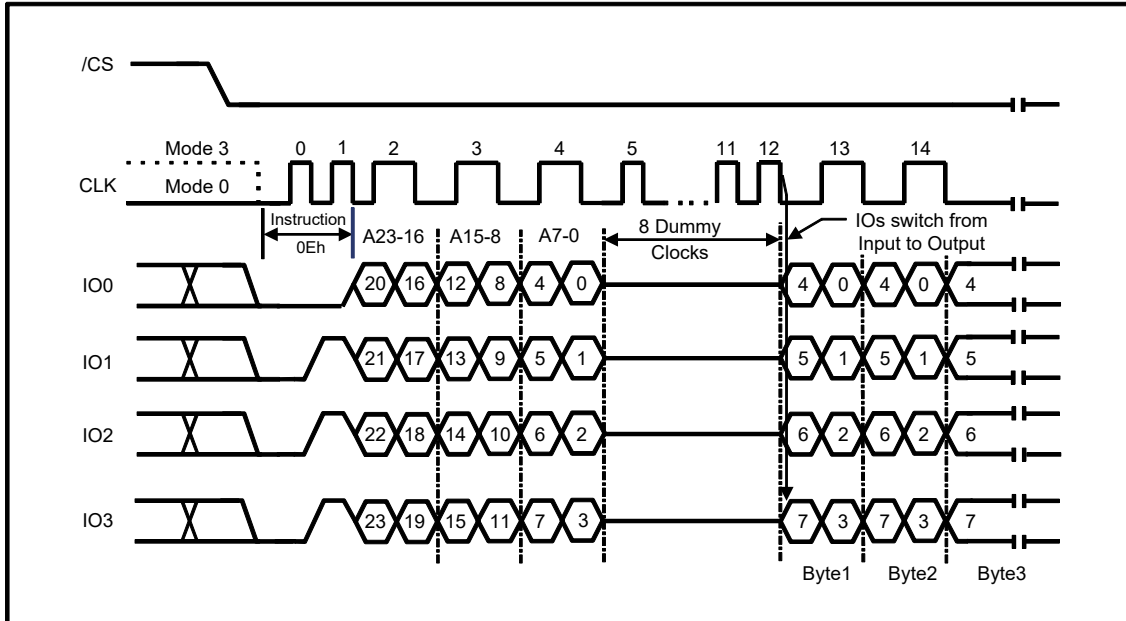 /CS
Mode 3
CLK
Mode 0
0 1 2 3 4 5 11 12 13 14
Instruction
0Eh
A23-16 A15-8 A7-0
8 Dummy
Clocks
IOs switch from
Input to Output
IO0 20 16 12 8 4 0 4 0 4 0 4
IO1 21 17 13 9 5 1 5 1 5 1 5
IO2 22 18 14 10 6 2 6 2 6 2 6
IO3 23 19 15 11 7 3 7 3 7 3 7
Byte1 Byte2 Byte3